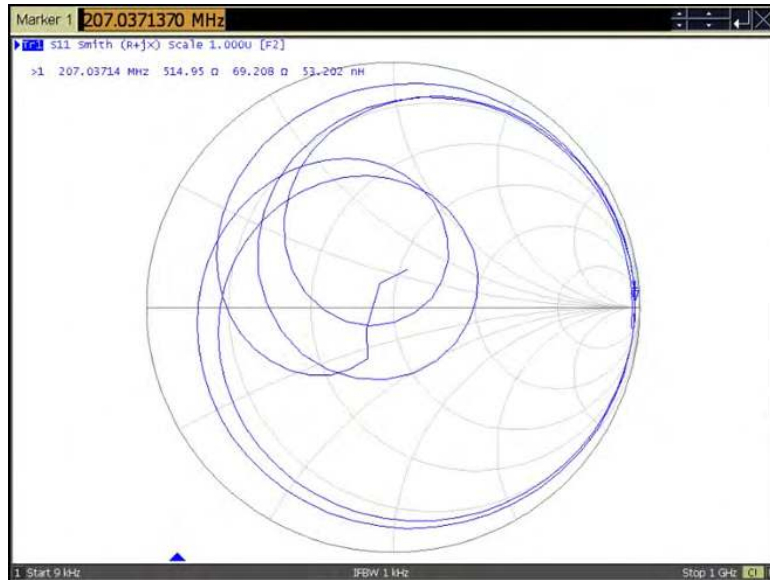 Marker 1 207.0371370 MHz
Tr1 S11 Smith (R+jX) Scale 1.000U [F2]
>1 207.03714 MHz 514.95 Ω 69.208 Ω 53.202 nH
1 Start 9 kHz IFBW 1 kHz Stop 1 GHz